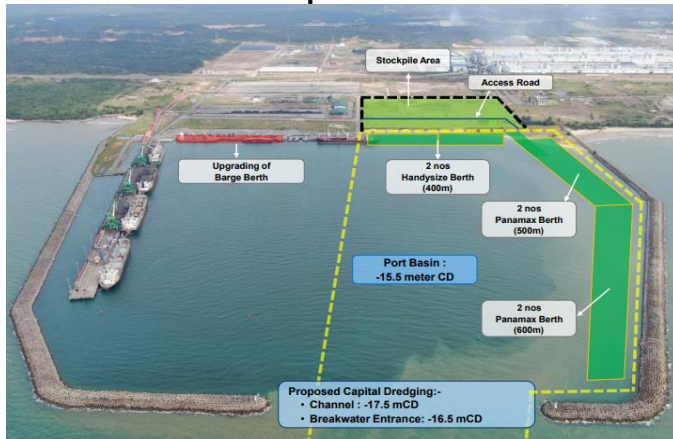 Stockpile Area
Access Road
Upgrading of
Barge Berth
2 nos
Handysize Berth
(400m)
2 nos
Panamax Berth
(500m)
Port Basin :
-15.5 meter CD
2 nos
Panamax Berth
(600m)
Proposed Capital Dredging:-
• Channel : -17.5 mCD
• Breakwater Entrance: -16.5 mCD